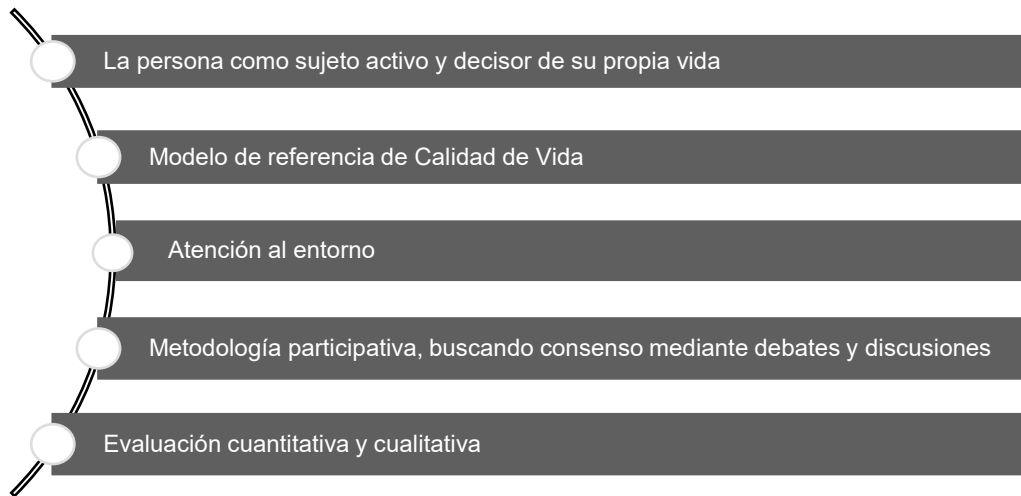 La persona como sujeto activo y decisor de su propia vida
Modelo de referencia de Calidad de Vida
Atención al entorno
Metodología participativa, buscando consenso mediante debates y discusiones
Evaluación cuantitativa y cualitativa